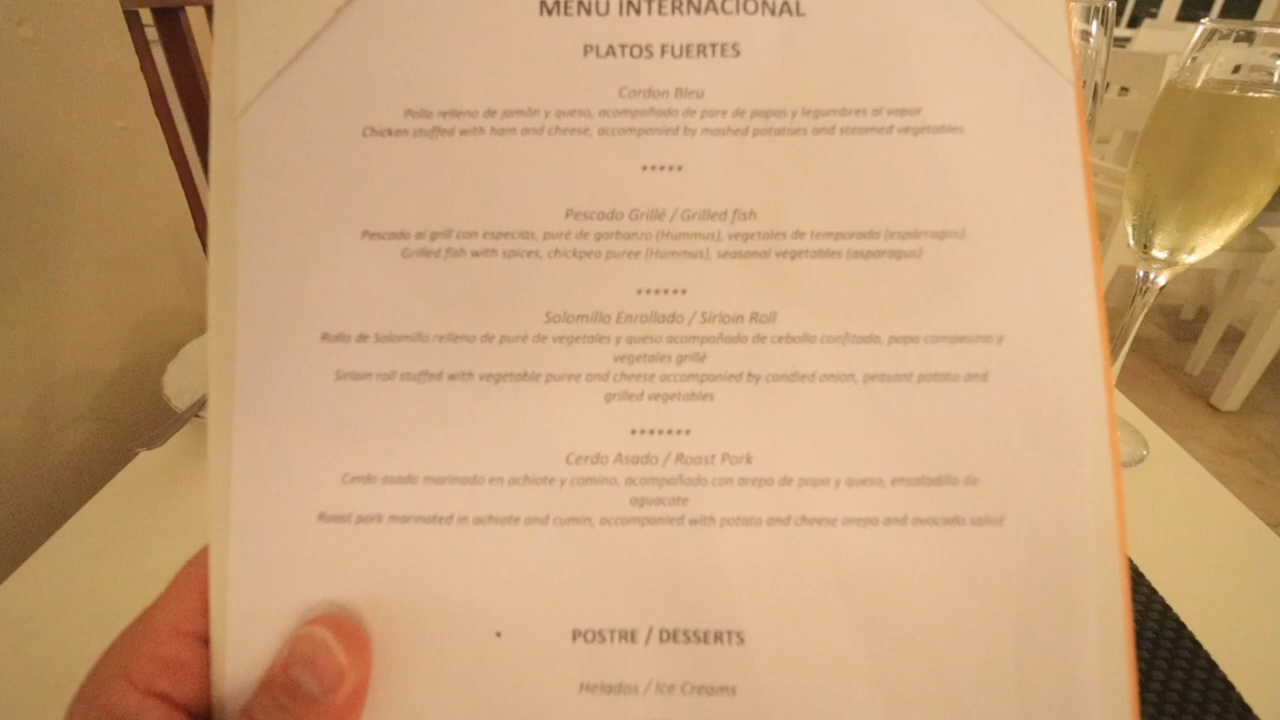 MENU INTERNACIONAL
PLATOS FUERTES
Cordon Bleu
Pollo relleno de jamón y queso, acompañado de pure de papas y legumbres al vapor
Chicken stuffed with ham and cheese, accompanied by mashed potatoes and steamed vegetables
*****
Pescado Grillé / Grilled fish
Pescado al grill con especias, puré de garbanzo (Hummus), vegetales de temporada (espárragos)
Grilled fish with spices, chickpea puree (Hummus), seasonal vegetables (asparagus)
******
Solomillo Enrollado / Sirloin Roll
Rollo de Solomillo relleno de puré de vegetales y queso acompañado de cebolla confitada, papa campesina y
vegetales grillé
Sirloin roll stuffed with vegetable puree and cheese accompanied by candied onion, peasant potato and
grilled vegetables
*******
Cerdo Asado / Roast Pork
Cerdo asado marinado en achiote y comino, acompañado con arepa de papa y queso, ensaladilla de
aguacate
Roast pork marinated in achiote and cumin, accompanied with potato and cheese arepa and avocado salad
POSTRE / DESSERTS
Helados / Ice Creams